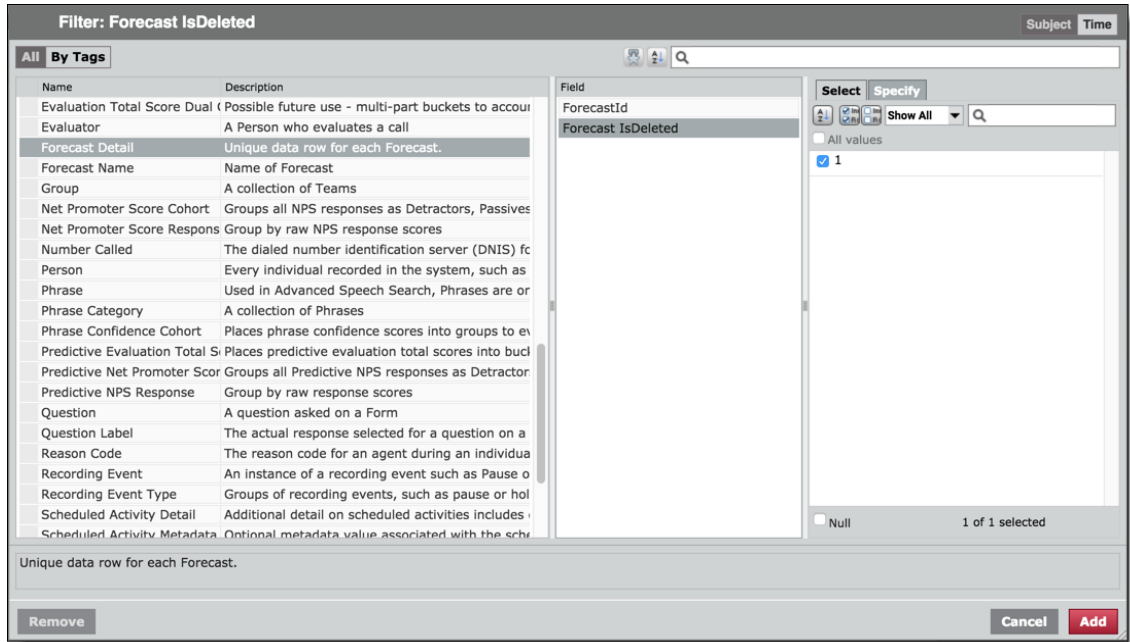 Filter: Forecast IsDeleted
Subject Time
All By Tags
Name Description
Evaluation Total Score Dual ( Possible future use - multi-part buckets to accour
Evaluator A Person who evaluates a call
Forecast Detail Unique data row for each Forecast.
Forecast Name Name of Forecast
Group A collection of Teams
Net Promoter Score Cohort Groups all NPS responses as Detractors, Passives
Net Promoter Score Respons Group by raw NPS response scores
Number Called The dialed number identification server (DNIS) fc
Person Every individual recorded in the system, such as
Phrase Used in Advanced Speech Search, Phrases are or
Phrase Category A collection of Phrases
Phrase Confidence Cohort Places phrase confidence scores into groups to ev
Predictive Evaluation Total S Places predictive evaluation total scores into buck
Predictive Net Promoter Scor Groups all Predictive NPS responses as Detractor
Predictive NPS Response Group by raw response scores
Question A question asked on a Form
Question Label The actual response selected for a question on a
Reason Code The reason code for an agent during an individua
Recording Event An instance of a recording event such as Pause o
Recording Event Type Groups of recording events, such as pause or hol
Scheduled Activity Detail Additional detail on scheduled activities includes
Scheduled Activity Metadata Optional metadata value associated with the sche
Field
ForecastId
Forecast IsDeleted
Select Specify
Show All
All values
1
Null 1 of 1 selected
Unique data row for each Forecast.
Remove Cancel Add